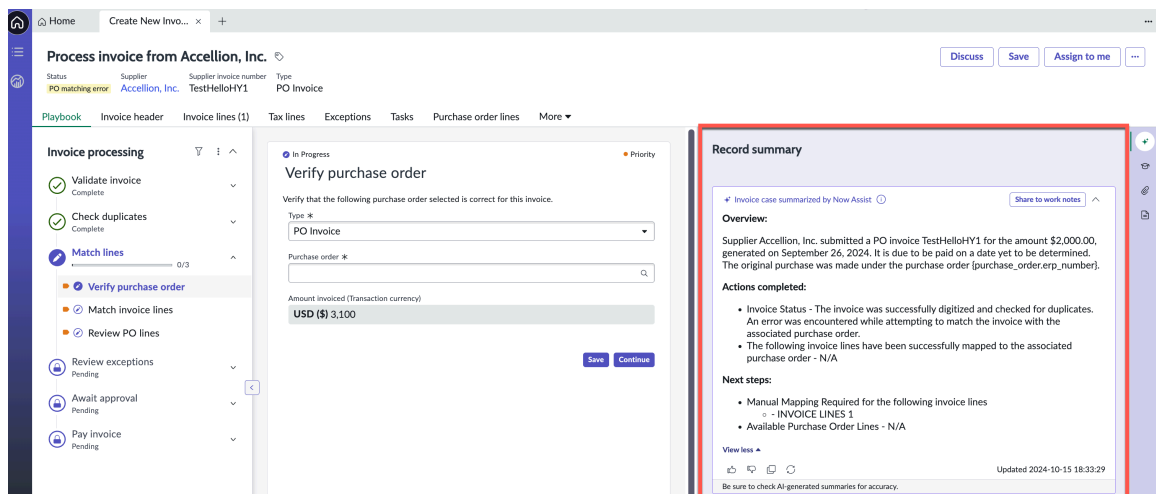 Home
Create New Invo... ×
+
Process invoice from Accellion, Inc.
Discuss
Save
Assign to me
Status
Supplier
Supplier invoice number
Type
PO matching error
Accellion, Inc.
TestHelloHY1
PO Invoice
Playbook
Invoice header
Invoice lines (1)
Tax lines
Exceptions
Tasks
Purchase order lines
More
Invoice processing
Validate invoice
Complete
Check duplicates
Complete
Match lines
0/3
Verify purchase order
Match invoice lines
Review PO lines
Review exceptions
Pending
Await approval
Pending
Pay invoice
Pending
In Progress
Priority
Verify purchase order
Verify that the following purchase order selected is correct for this invoice.
Type *
PO Invoice
Purchase order *
Amount invoiced (Transaction currency)
USD ($) 3,100
Save
Continue
Record summary
Invoice case summarized by Now Assist
Share to work notes
Overview:
Supplier Accellion, Inc. submitted a PO invoice TestHelloHY1 for the amount $2,000.00,
generated on September 26, 2024. It is due to be paid on a date yet to be determined.
The original purchase was made under the purchase order {purchase_order.erp_number}.
Actions completed:
• Invoice Status - The invoice was successfully digitized and checked for duplicates.
An error was encountered while attempting to match the invoice with the
associated purchase order.
• The following invoice lines have been successfully mapped to the associated
purchase order - N/A
Next steps:
• Manual Mapping Required for the following invoice lines
◦ - INVOICE LINES 1
• Available Purchase Order Lines - N/A
View less
Updated 2024-10-15 18:33:29
Be sure to check AI-generated summaries for accuracy.